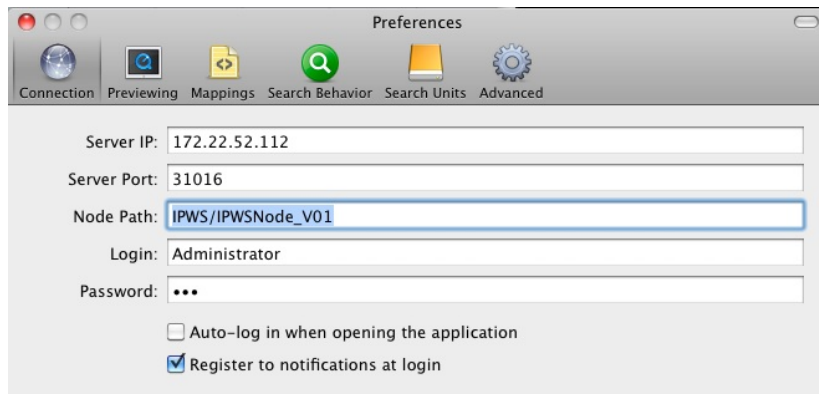 Preferences
Connection Previewing Mappings Search Behavior Search Units Advanced
Server IP: 172.22.52.112
Server Port: 31016
Node Path: IPWS/IPWSNode_V01
Login: Administrator
Password: •••
Auto-log in when opening the application
Register to notifications at login